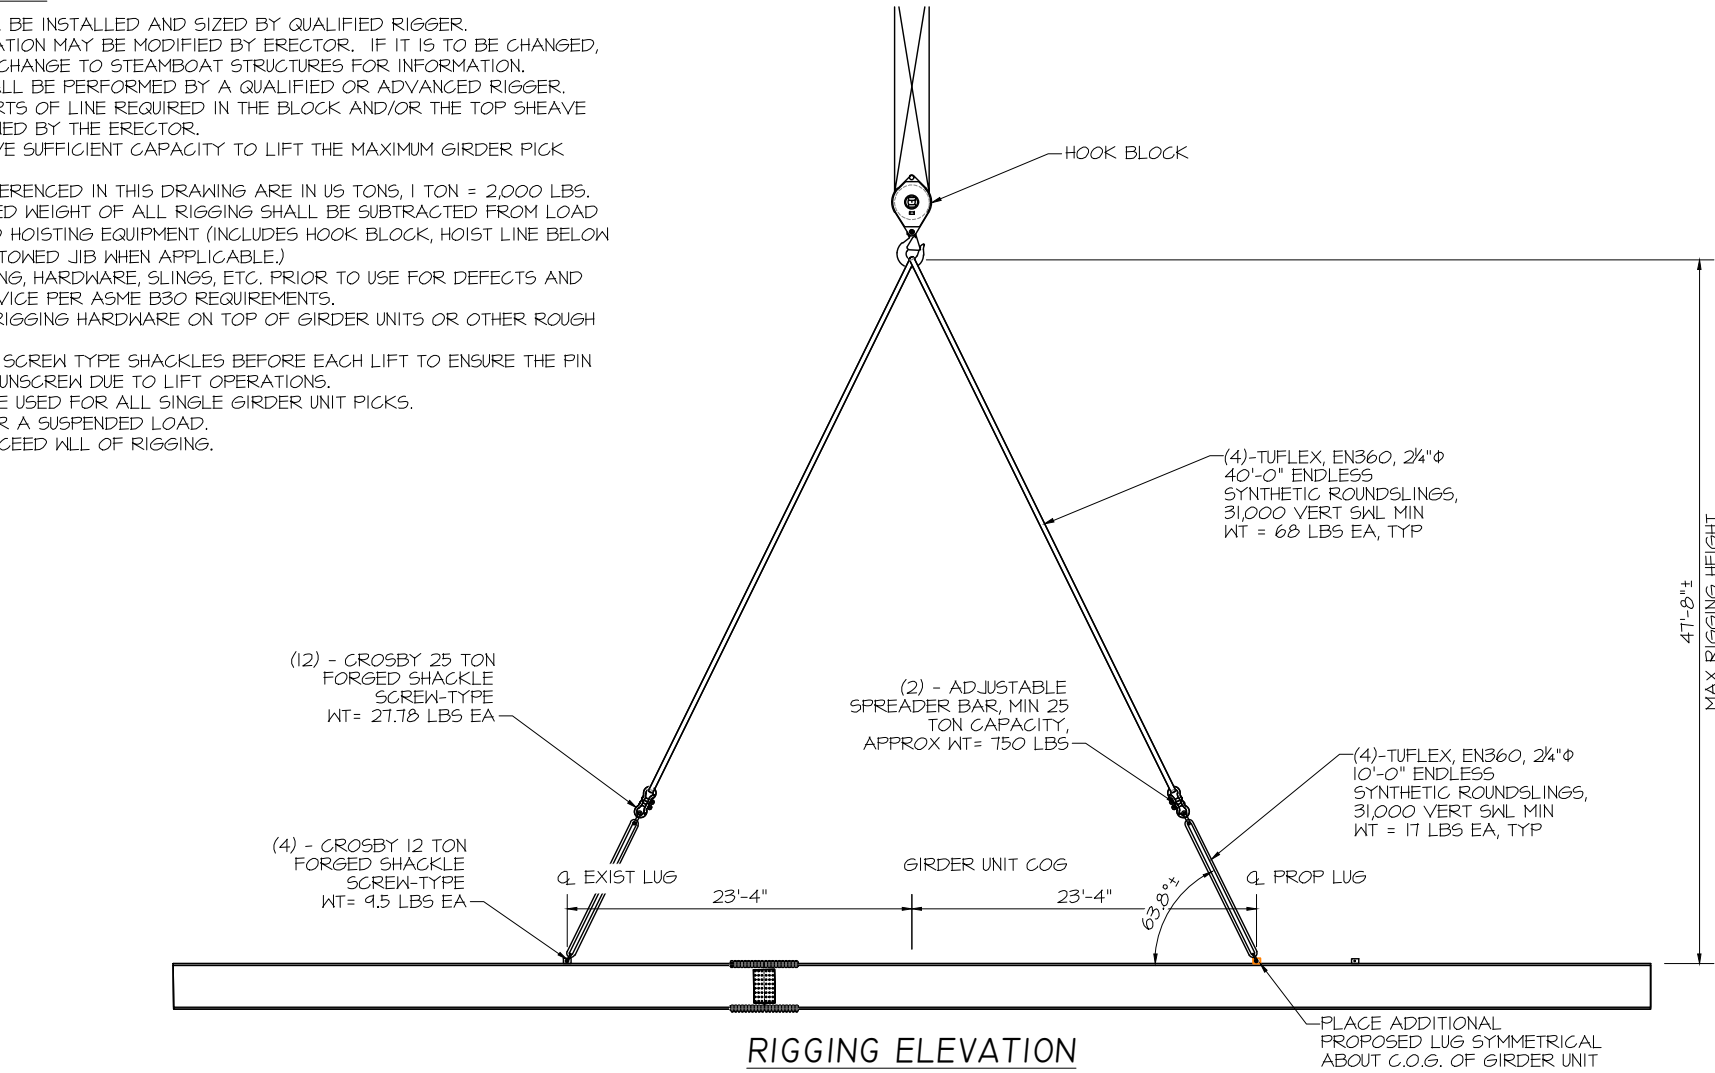 BE INSTALLED AND SIZED BY QUALIFIED RIGGER.
ATION MAY BE MODIFIED BY ERECTOR. IF IT IS TO BE CHANGED,
CHANGE TO STEAMBOAT STRUCTURES FOR INFORMATION.
ALL BE PERFORMED BY A QUALIFIED OR ADVANCED RIGGER.
RTS OF LINE REQUIRED IN THE BLOCK AND/OR THE TOP SHEAVE
NED BY THE ERECTOR.
VE SUFFICIENT CAPACITY TO LIFT THE MAXIMUM GIRDER PICK
FERENCED IN THIS DRAWING ARE IN US TONS, 1 TON = 2,000 LBS.
ED WEIGHT OF ALL RIGGING SHALL BE SUBTRACTED FROM LOAD
D HOISTING EQUIPMENT (INCLUDES HOOK BLOCK, HOIST LINE BELOW
TOWED JIB WHEN APPLICABLE.)
NG, HARDWARE, SLINGS, ETC. PRIOR TO USE FOR DEFECTS AND
VICE PER ASME B30 REQUIREMENTS.
RIGGING HARDWARE ON TOP OF GIRDER UNITS OR OTHER ROUGH
SCREW TYPE SHACKLES BEFORE EACH LIFT TO ENSURE THE PIN
UNSCREW DUE TO LIFT OPERATIONS.
E USED FOR ALL SINGLE GIRDER UNIT PICKS.
R A SUSPENDED LOAD.
CEED WLL OF RIGGING.
HOOK BLOCK
(4)-TUFLEX, EN360, 2¼"Φ
40'-0" ENDLESS
SYNTHETIC ROUNDSLINGS,
31,000 VERT SWL MIN
WT = 68 LBS EA, TYP
47'-8"±
MAX RIGGING HEIGHT
(12) - CROSBY 25 TON
FORGED SHACKLE
SCREW-TYPE
WT= 27.78 LBS EA
(2) - ADJUSTABLE
SPREADER BAR, MIN 25
TON CAPACITY,
APPROX WT= 750 LBS
(4)-TUFLEX, EN360, 2¼"Φ
10'-0" ENDLESS
SYNTHETIC ROUNDSLINGS,
31,000 VERT SWL MIN
WT = 17 LBS EA, TYP
(4) - CROSBY 12 TON
FORGED SHACKLE
SCREW-TYPE
WT= 9.5 LBS EA
℄ EXIST LUG
GIRDER UNIT COG
℄ PROP LUG
23'-4"
23'-4"
63.8°±
PLACE ADDITIONAL
PROPOSED LUG SYMMETRICAL
ABOUT C.O.G. OF GIRDER UNIT
RIGGING ELEVATION